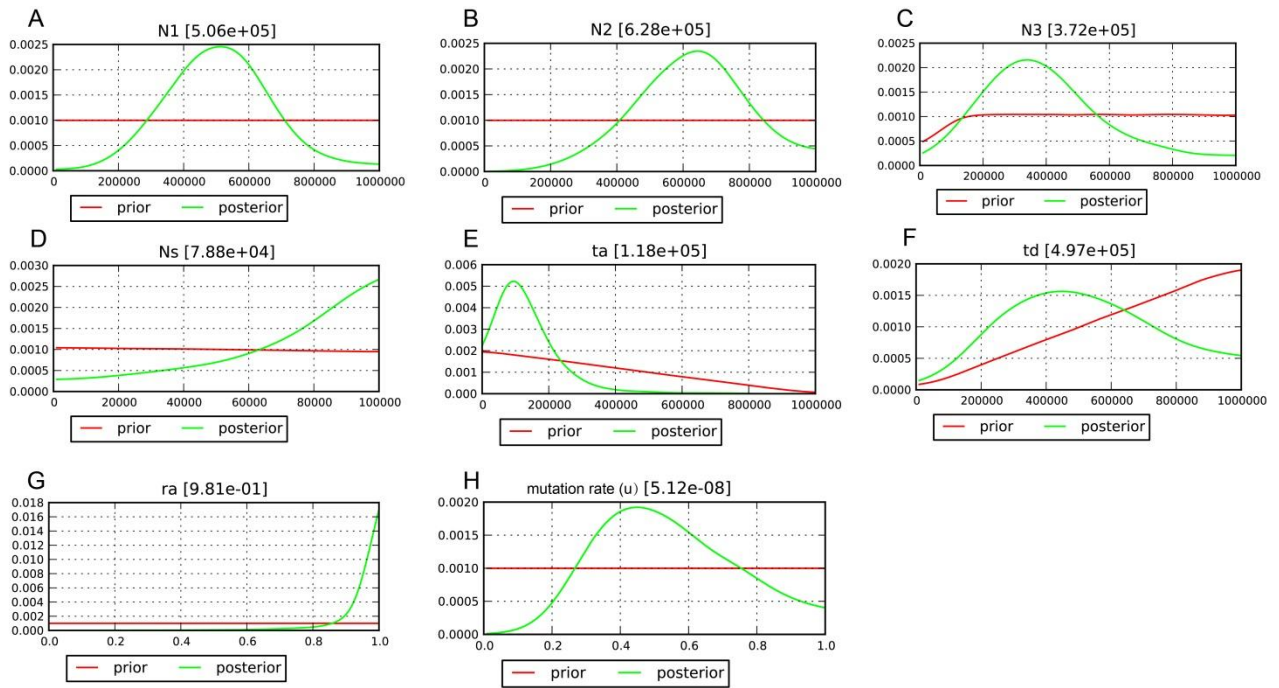 A
N1 [5.06e+05]
0.0025
0.0020
0.0015
0.0010
0.0005
0.0000
0 200000 400000 600000 800000 1000000
prior posterior
B
N2 [6.28e+05]
0.0025
0.0020
0.0015
0.0010
0.0005
0.0000
0 200000 400000 600000 800000 1000000
prior posterior
C
N3 [3.72e+05]
0.0025
0.0020
0.0015
0.0010
0.0005
0.0000
0 200000 400000 600000 800000 1000000
prior posterior
D
Ns [7.88e+04]
0.0030
0.0025
0.0020
0.0015
0.0010
0.0005
0.0000
0 20000 40000 60000 80000 100000
prior posterior
E
ta [1.18e+05]
0.006
0.005
0.004
0.003
0.002
0.001
0.000
0 200000 400000 600000 800000 1000000
prior posterior
F
td [4.97e+05]
0.0020
0.0015
0.0010
0.0005
0.0000
0 200000 400000 600000 800000 1000000
prior posterior
G
ra [9.81e-01]
0.018
0.016
0.014
0.012
0.010
0.008
0.006
0.004
0.002
0.000
0.0 0.2 0.4 0.6 0.8 1.0
prior posterior
H
mutation rate (u) [5.12e-08]
0.0020
0.0015
0.0010
0.0005
0.0000
0.0 0.2 0.4 0.6 0.8 1.0
prior posterior